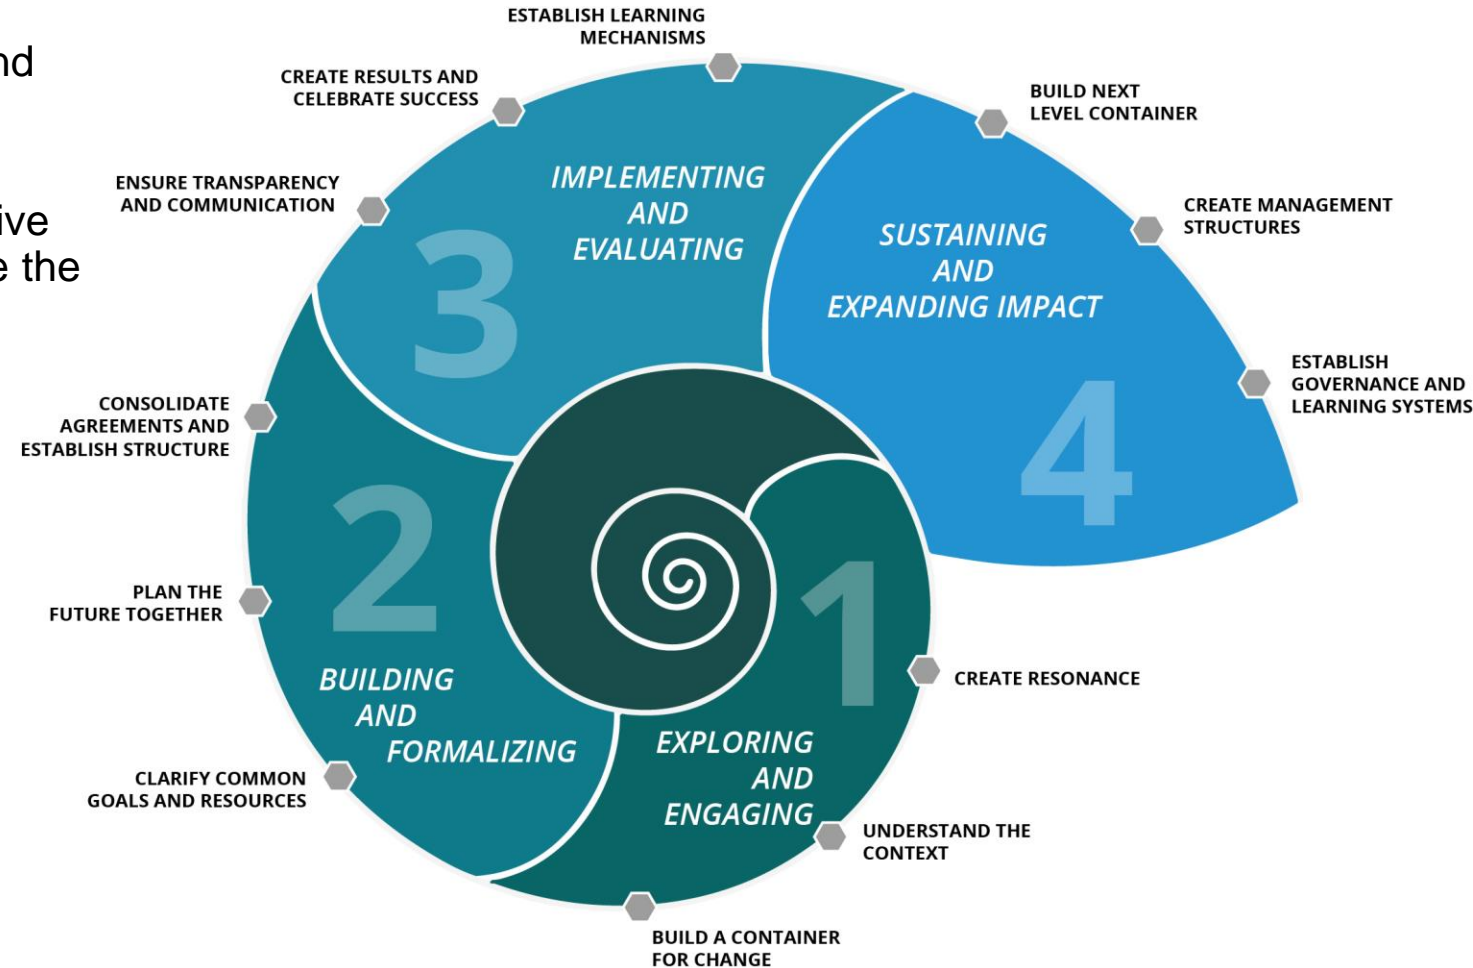 nd
ive
e the
ESTABLISH LEARNING
MECHANISMS
CREATE RESULTS AND
CELEBRATE SUCCESS
ENSURE TRANSPARENCY
AND COMMUNICATION
BUILD NEXT
LEVEL CONTAINER
CREATE MANAGEMENT
STRUCTURES
ESTABLISH
GOVERNANCE AND
LEARNING SYSTEMS
IMPLEMENTING
AND
EVALUATING
3
SUSTAINING
AND
EXPANDING IMPACT
4
CONSOLIDATE
AGREEMENTS AND
ESTABLISH STRUCTURE
PLAN THE
FUTURE TOGETHER
CLARIFY COMMON
GOALS AND RESOURCES
2
BUILDING
AND
FORMALIZING
1
EXPLORING
AND
ENGAGING
CREATE RESONANCE
UNDERSTAND THE
CONTEXT
BUILD A CONTAINER
FOR CHANGE